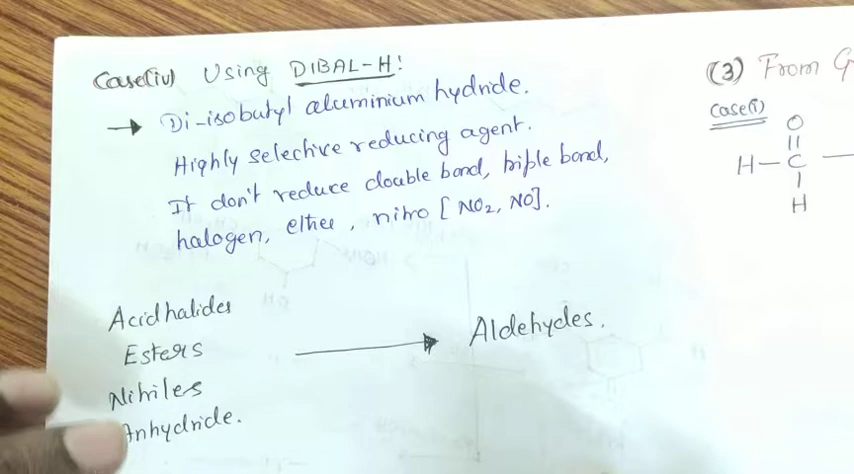 Case(iv) Using DIBAL-H!
→ Di-isobutyl aluminium hydride.
Highly selective reducing agent.
It don't reduce double bond, triple bond,
halogen, ether, nitro [NO2, NO].
Acid halides
Esters
Nitriles
Anhydride.
→ Aldehydes.
(3) From G
Case(i)
O
||
H-C-
|
H